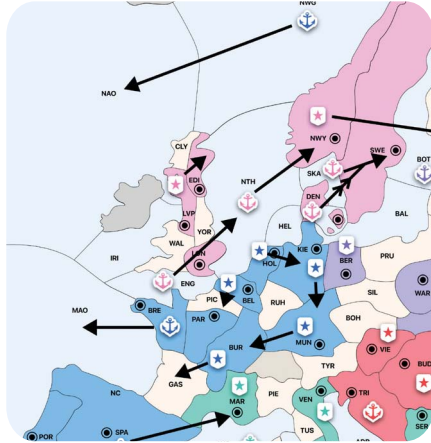 NWG
NAO
CLY
NWY
SWE
EDI
SKA
BOT
NTH
DEN
LVP
YOR
BAL
WAL
HEL
KIE
IRI
LON
HOL
BER
PRU
ENG
PIC
BEL
WAR
SIL
MAO
BRE
RUH
PAR
BOH
MUN
BUR
VIE
TYR
BUD
GAS
NC
MAR
PIE
VEN
TRI
SER
TUS
POR
SPA